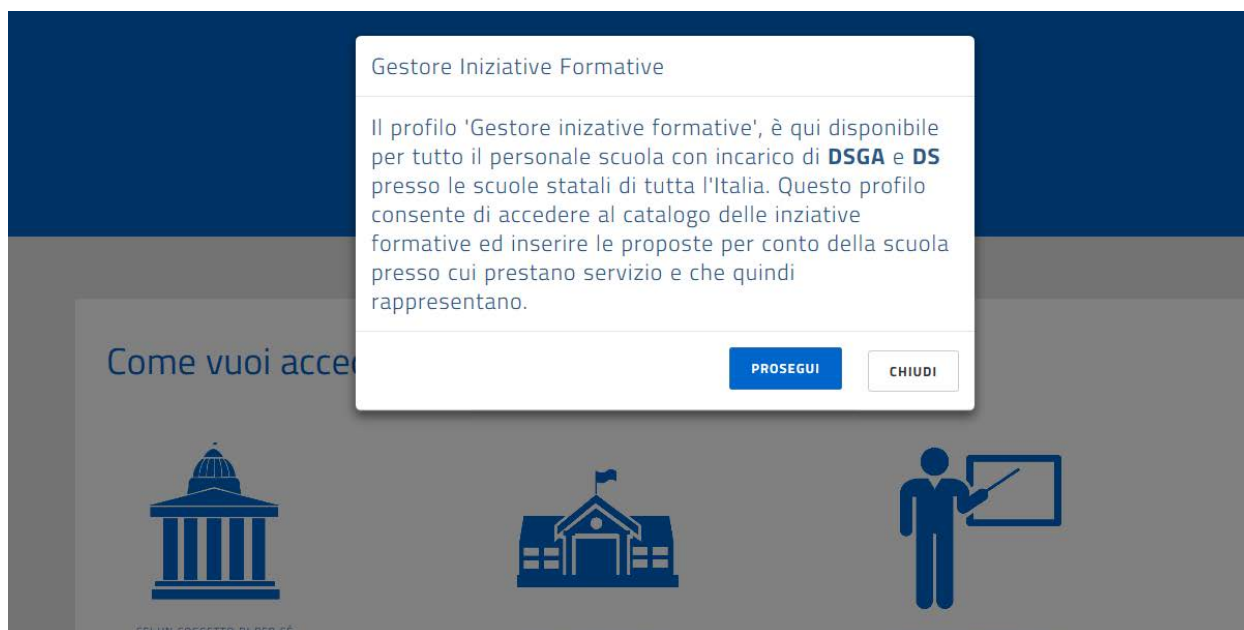 Gestore Iniziative Formative
Il profilo 'Gestore inizative formative', è qui disponibile
per tutto il personale scuola con incarico di DSGA e DS
presso le scuole statali di tutta l'Italia. Questo profilo
consente di accedere al catalogo delle inziative
formative ed inserire le proposte per conto della scuola
presso cui prestano servizio e che quindi
rappresentano.
PROSEGUI
CHIUDI
Come vuoi